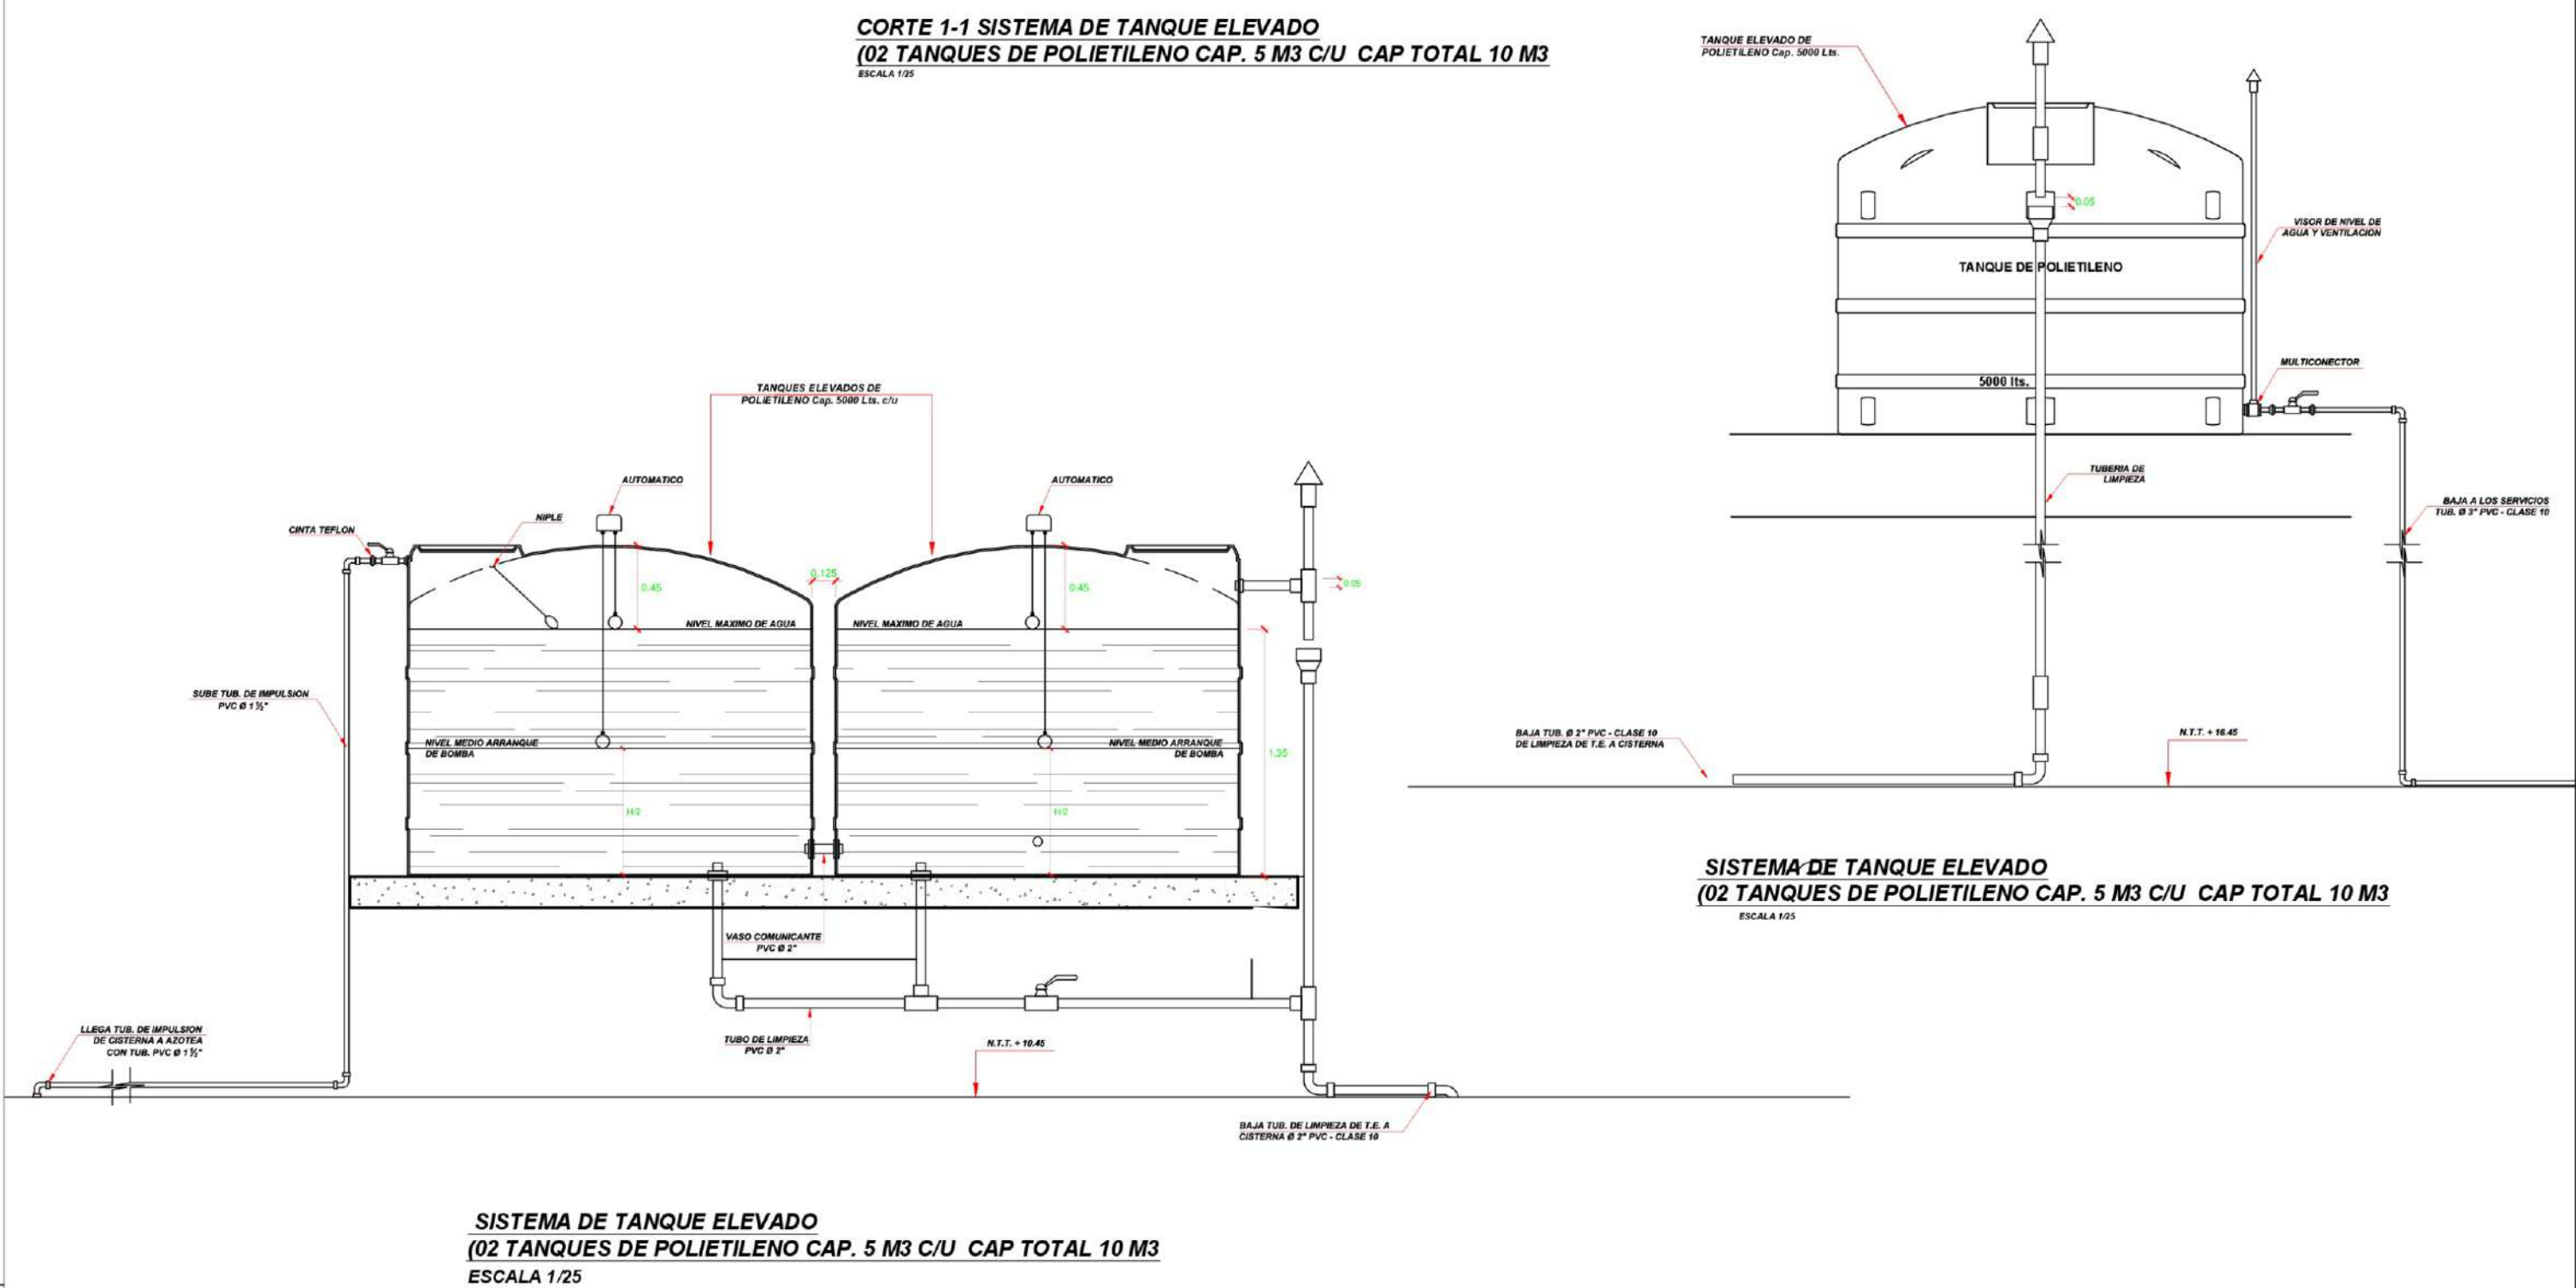 CORTE 1-1 SISTEMA DE TANQUE ELEVADO
(02 TANQUES DE POLIETILENO CAP. 5 M3 C/U CAP TOTAL 10 M3
ESCALA 1/25
TANQUES ELEVADOS DE
POLIETILENO Cap. 5000 Lts. c/u
AUTOMATICO
AUTOMATICO
NIPLE
CINTA TEFLON
0.125
0.45
0.45
0.05
NIVEL MAXIMO DE AGUA
NIVEL MAXIMO DE AGUA
SUBE TUB. DE IMPULSION
PVC Ø 1 ½"
NIVEL MEDIO ARRANQUE
DE BOMBA
NIVEL MEDIO ARRANQUE
DE BOMBA
1.35
H/2
H/2
VASO COMUNICANTE
PVC Ø 2"
LLEGA TUB. DE IMPULSION
DE CISTERNA A AZOTEA
CON TUB. PVC Ø 1 ½"
TUBO DE LIMPIEZA
PVC Ø 2"
N.T.T. + 10.45
BAJA TUB. DE LIMPIEZA DE T.E. A
CISTERNA Ø 2" PVC - CLASE 10
SISTEMA DE TANQUE ELEVADO
(02 TANQUES DE POLIETILENO CAP. 5 M3 C/U CAP TOTAL 10 M3
ESCALA 1/25
TANQUE ELEVADO DE
POLIETILENO Cap. 5000 Lts.
0.05
VISOR DE NIVEL DE
AGUA Y VENTILACION
TANQUE DE POLIETILENO
MULTICONECTOR
5000 lts.
TUBERIA DE
LIMPIEZA
BAJA A LOS SERVICIOS
TUB. Ø 3" PVC - CLASE 10
BAJA TUB. Ø 2" PVC - CLASE 10
DE LIMPIEZA DE T.E. A CISTERNA
N.T.T. + 16.45
SISTEMA DE TANQUE ELEVADO
(02 TANQUES DE POLIETILENO CAP. 5 M3 C/U CAP TOTAL 10 M3
ESCALA 1/25